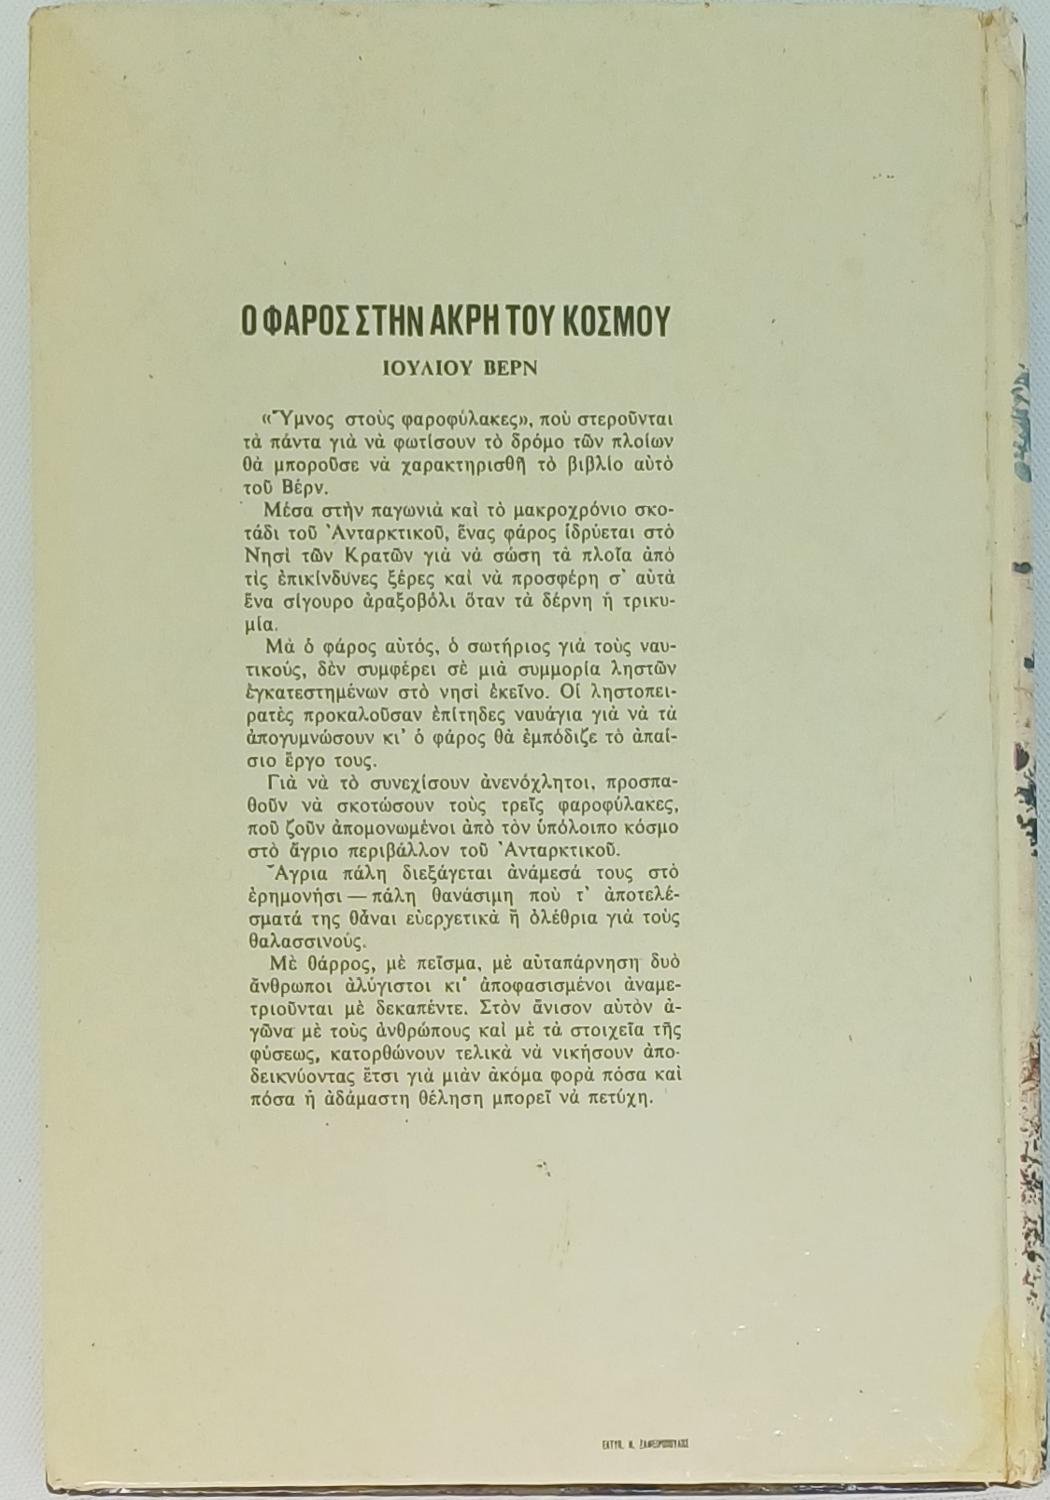 Ο ΦΑΡΟΣ ΣΤΗΝ ΑΚΡΗ ΤΟΥ ΚΟΣΜΟΥ
ΙΟΥΛΙΟΥ ΒΕΡΝ
«Ὕμνος στοὺς φαροφύλακες», ποὺ στεροῦνται
τὰ πάντα γιὰ νὰ φωτίσουν τὸ δρόμο τῶν πλοίων
θὰ μποροῦσε νὰ χαρακτηρισθῆ τὸ βιβλίο αὐτὸ
τοῦ Βέρν.
Μέσα στὴν παγωνιὰ καὶ τὸ μακροχρόνιο σκο-
τάδι τοῦ Ἀνταρκτικοῦ, ἕνας φάρος ἱδρύεται στὸ
Νησὶ τῶν Κρατῶν γιὰ νὰ σώση τὰ πλοῖα ἀπὸ
τὶς ἐπικίνδυνες ξέρες καὶ νὰ προσφέρη σ' αὐτὰ
ἕνα σίγουρο ἀραξοβόλι ὅταν τὰ δέρνη ἡ τρικυ-
μία.
Μὰ ὁ φάρος αὐτός, ὁ σωτήριος γιὰ τοὺς ναυ-
τικούς, δὲν συμφέρει σὲ μιὰ συμμορία ληστῶν
ἐγκατεστημένων στὸ νησὶ ἐκεῖνο. Οἱ ληστοπει-
ρατὲς προκαλοῦσαν ἐπίτηδες ναυάγια γιὰ νὰ τὰ
ἀπογυμνώσουν κι' ὁ φάρος θὰ ἐμπόδιζε τὸ ἀπαί-
σιο ἔργο τους.
Γιὰ νὰ τὸ συνεχίσουν ἀνενόχλητοι, προσπα-
θοῦν νὰ σκοτώσουν τοὺς τρεῖς φαροφύλακες,
ποὺ ζοῦν ἀπομονωμένοι ἀπὸ τὸν ὑπόλοιπο κόσμο
στὸ ἄγριο περιβάλλον τοῦ Ἀνταρκτικοῦ.
Ἄγρια πάλη διεξάγεται ἀνάμεσά τους στὸ
ἐρημονήσι — πάλη θανάσιμη ποὺ τ' ἀποτελέ-
σματά της θἆναι εὐεργετικὰ ἢ ὀλέθρια γιὰ τοὺς
θαλασσινούς.
Μὲ θάρρος, μὲ πεῖσμα, μὲ αὐταπάρνηση δυὸ
ἄνθρωποι ἀλύγιστοι κι' ἀποφασισμένοι ἀναμε-
τριοῦνται μὲ δεκαπέντε. Στὸν ἄνισον αὐτὸν ἀ-
γῶνα μὲ τοὺς ἀνθρώπους καὶ μὲ τὰ στοιχεῖα τῆς
φύσεως, κατορθώνουν τελικὰ νὰ νικήσουν ἀπο-
δεικνύοντας ἔτσι γιὰ μιὰν ἀκόμα φορὰ πόσα καὶ
πόσα ἡ ἀδάμαστη θέληση μπορεῖ νὰ πετύχη.
ΕΚΤΥΠ. Ν. ΖΑΦΕΙΡΟΠΟΥΛΟΣ